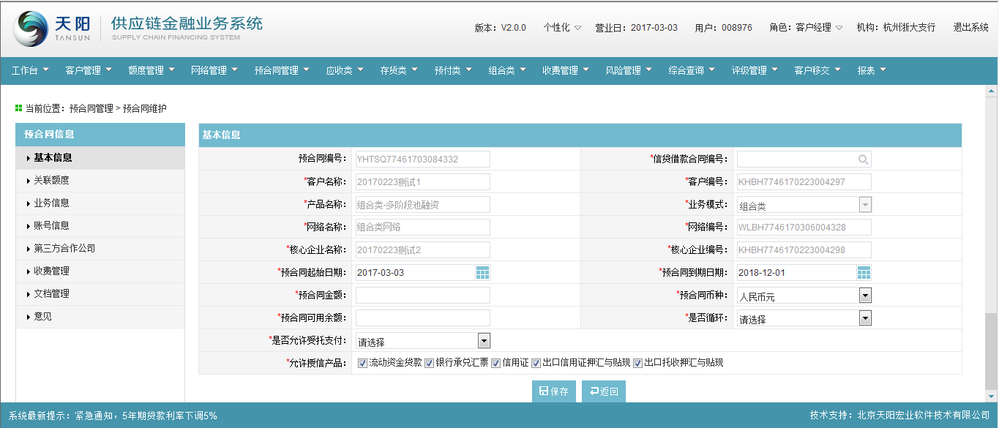 天阳 TANSUN 供应链金融业务系统 SUPPLY CHAIN FINANCING SYSTEM
版本：V2.0.0 个性化 营业日：2017-03-03 用户：008976 角色：客户经理 机构：杭州浙大支行 退出系统
工作台 客户管理 额度管理 网络管理 预合同管理 应收类 存货类 预付类 组合类 收费管理 风险管理 综合查询 评级管理 客户移交 报表
当前位置：预合同管理 > 预合同维护
预合同信息
基本信息
关联额度
业务信息
账号信息
第三方合作公司
收费管理
文档管理
意见
基本信息
预合同编号： YHTSQ77461703084332 *信贷借款合同编号：
*客户名称： 20170223测试1 *客户编号： KHBH7746170223004297
*产品名称： 组合类-多阶段池融资 *业务模式： 组合类
*网络名称： 组合类网络 *网络编号： WLBH7746170306004328
*核心企业名称： 20170223测试2 *核心企业编号： KHBH7746170223004298
*预合同起始日期： 2017-03-03 *预合同到期日期： 2018-12-01
*预合同金额： *预合同币种： 人民币元
*预合同可用余额： *是否循环： 请选择
*是否允许受托支付： 请选择
*允许授信产品： 流动资金贷款 银行承兑汇票 信用证 出口信用证押汇与贴现 出口托收押汇与贴现
保存 返回
系统最新提示：紧急通知，5年期贷款利率下调5% 技术支持：北京天阳宏业软件技术有限公司